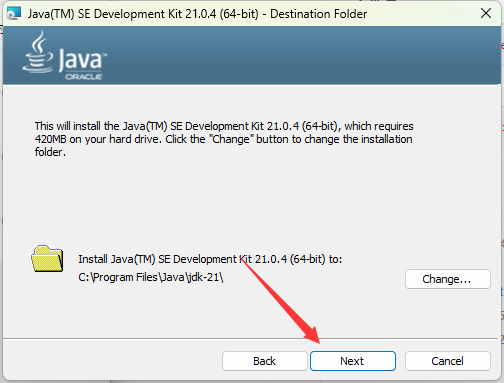 Java(TM) SE Development Kit 21.0.4 (64-bit) - Destination Folder
Java™
ORACLE
This will install the Java(TM) SE Development Kit 21.0.4 (64-bit), which requires
420MB on your hard drive. Click the "Change" button to change the installation
folder.
Install Java(TM) SE Development Kit 21.0.4 (64-bit) to:
C:\Program Files\Java\jdk-21\
Change...
Back
Next
Cancel